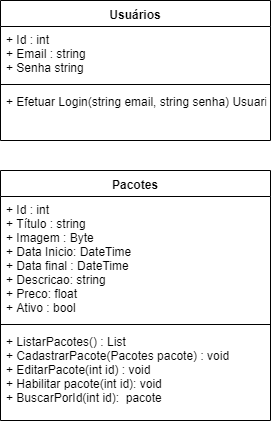 Usuários
+ Id : int
+ Email : string
+ Senha string
+ Efetuar Login(string email, string senha) Usuari
Pacotes
+ Id : int
+ Título : string
+ Imagem : Byte
+ Data Inicio: DateTime
+ Data final : DateTime
+ Descricao: string
+ Preco: float
+ Ativo : bool
+ ListarPacotes() : List
+ CadastrarPacote(Pacotes pacote) : void
+ EditarPacote(int id) : void
+ Habilitar pacote(int id): void
+ BuscarPorId(int id): pacote